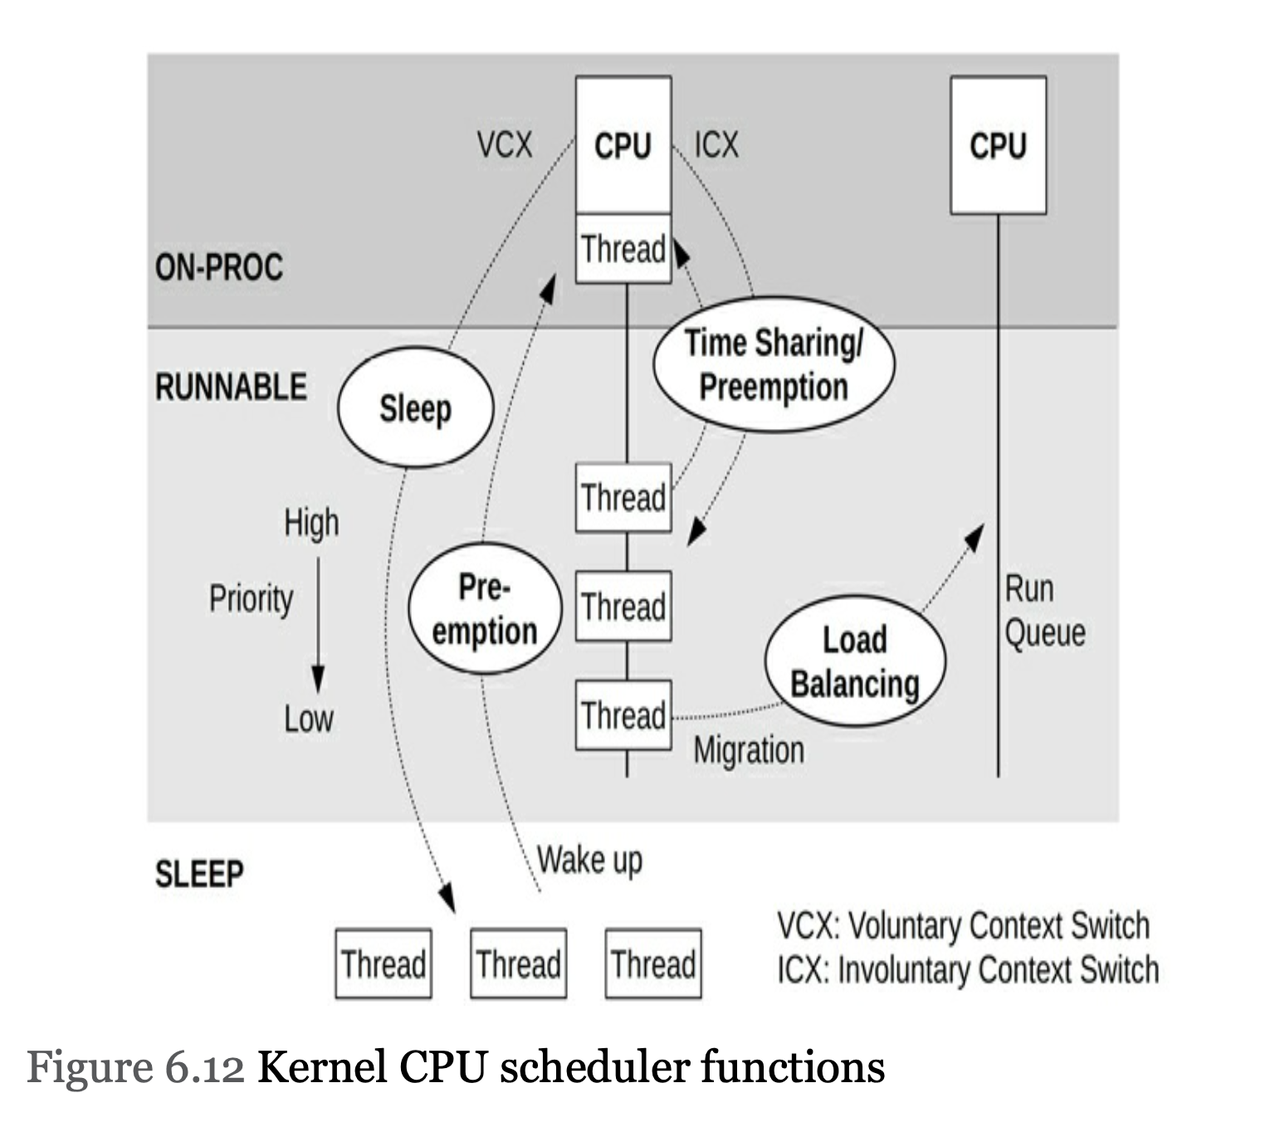 VCX
CPU
ICX
CPU
Thread
ON-PROC
Time Sharing/
Preemption
RUNNABLE
Sleep
Thread
High
Priority
Low
Pre-
emption
Thread
Run
Queue
Load
Balancing
Thread
Migration
SLEEP
Wake up
Thread
Thread
Thread
VCX: Voluntary Context Switch
ICX: Involuntary Context Switch
Figure 6.12 Kernel CPU scheduler functions